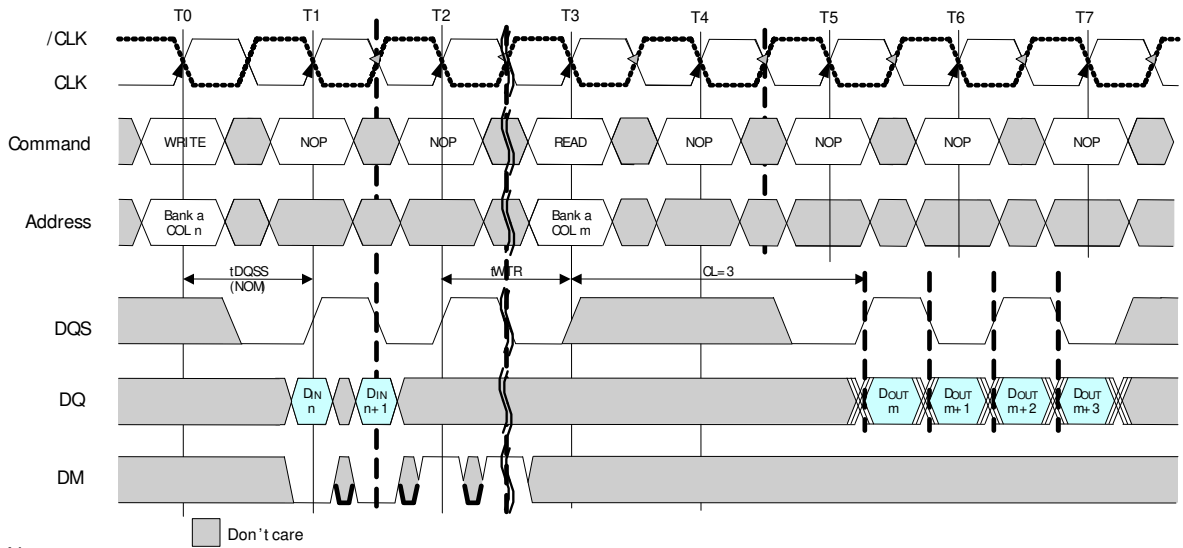 T0 T1 T2 T3 T4 T5 T6 T7
/CLK
CLK
Command WRITE NOP NOP READ NOP NOP NOP NOP
Address Bank a COL n Bank a COL m
tDQSS (NOM) tWTR CL=3
DQS
DQ DIN n DIN n+1 DOUT m DOUT m+1 DOUT m+2 DOUT m+3
DM
Don't care